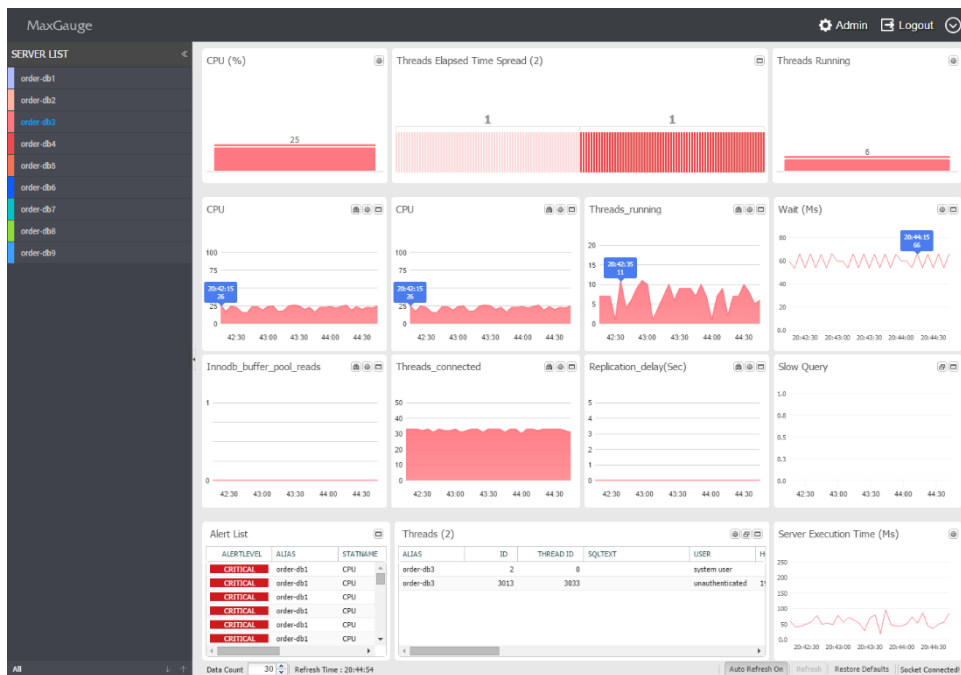 MaxGauge
Admin Logout
SERVER LIST
order-db1
order-db2
order-db3
order-db4
order-db5
order-db6
order-db7
order-db8
order-db9
All
CPU (%)
25
Threads Elapsed Time Spread (2)
1 1
Threads Running
6
CPU
100
75
20:42:15
26
25
0
42:30 43:00 43:30 44:00 44:30
CPU
100
75
20:42:15
26
25
0
42:30 43:00 43:30 44:00 44:30
Threads_running
20
20:42:35
11
15
10
5
0
42:30 43:00 43:30 44:00 44:30
Wait (Ms)
80
20:44:15
66
60
40
20
0.0
20:42:30 20:43:00 20:43:30 20:44:00 20:44:30
Innodb_buffer_pool_reads
1
0
42:30 43:00 43:30 44:00 44:30
Threads_connected
50
40
30
20
10
0
42:30 43:00 43:30 44:00 44:30
Replication_delay(Sec)
5
4
3
2
1
0
42:30 43:00 43:30 44:00 44:30
Slow Query
1.0
0.8
0.5
0.3
0.0
42:30 43:00 43:30 44:00 44:30
Alert List
ALERTLEVEL ALIAS STATNAME
CRITICAL order-db1 CPU
CRITICAL order-db1 CPU
CRITICAL order-db1 CPU
CRITICAL order-db1 CPU
CRITICAL order-db1 CPU
CRITICAL order-db1 CPU
Threads (2)
ALIAS ID THREAD ID SQLTEXT USER H
order-db3 2 0 system user
order-db3 3013 3033 unauthenticated 19
Server Execution Time (Ms)
250
200
150
100
50
0.0
20:42:30 20:43:00 20:43:30 20:44:00 20:44:30
Data Count 30 Refresh Time : 20:44:54
Auto Refresh On Refresh Restore Defaults Socket Connected!